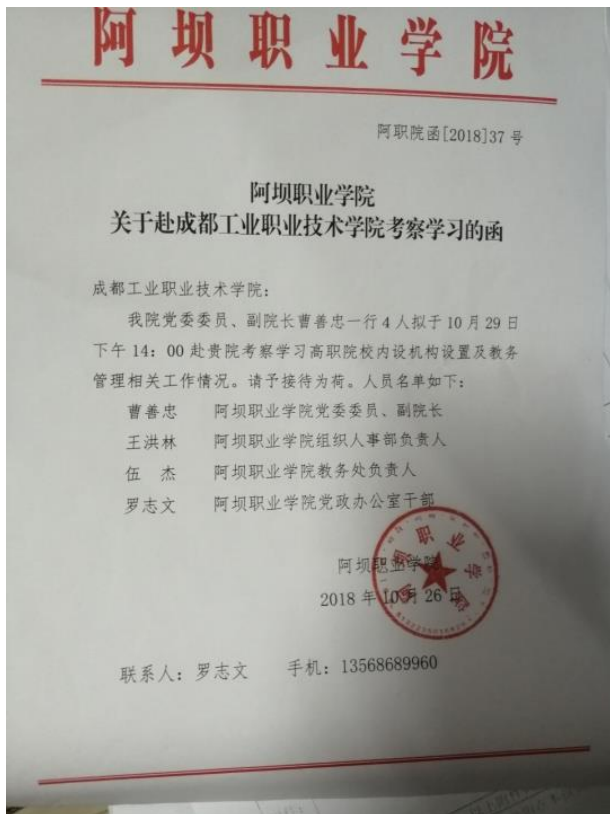 阿坝职业学院
阿职院函[2018]37 号
阿坝职业学院
关于赴成都工业职业技术学院考察学习的函
成都工业职业技术学院：
我院党委委员、副院长曹善忠一行4人拟于10月29日
下午14：00赴贵院考察学习高职院校内设机构设置及教务
管理相关工作情况。请予接待为荷。人员名单如下：
曹善忠 阿坝职业学院党委委员、副院长
王洪林 阿坝职业学院组织人事部负责人
伍 杰 阿坝职业学院教务处负责人
罗志文 阿坝职业学院党政办公室干部
阿坝职业学院
2018年10月26日
阿坝职业学院
联系人：罗志文 手机：13568689960